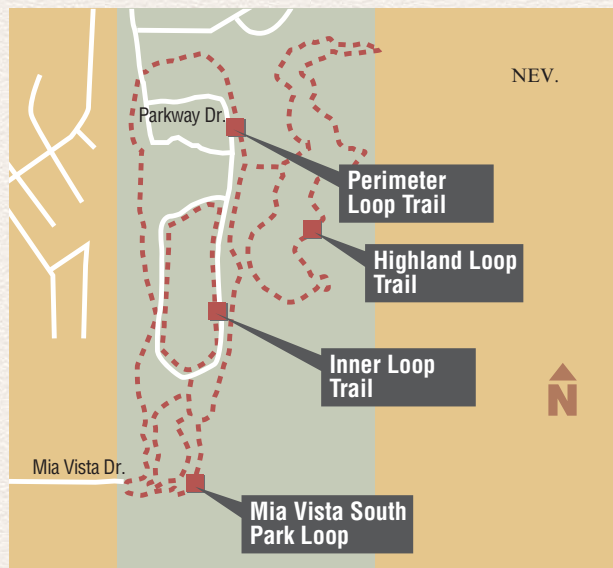 NEV.
Parkway Dr.
Perimeter
Loop Trail
Highland Loop
Trail
Inner Loop
Trail
N
Mia Vista Dr.
Mia Vista South
Park Loop